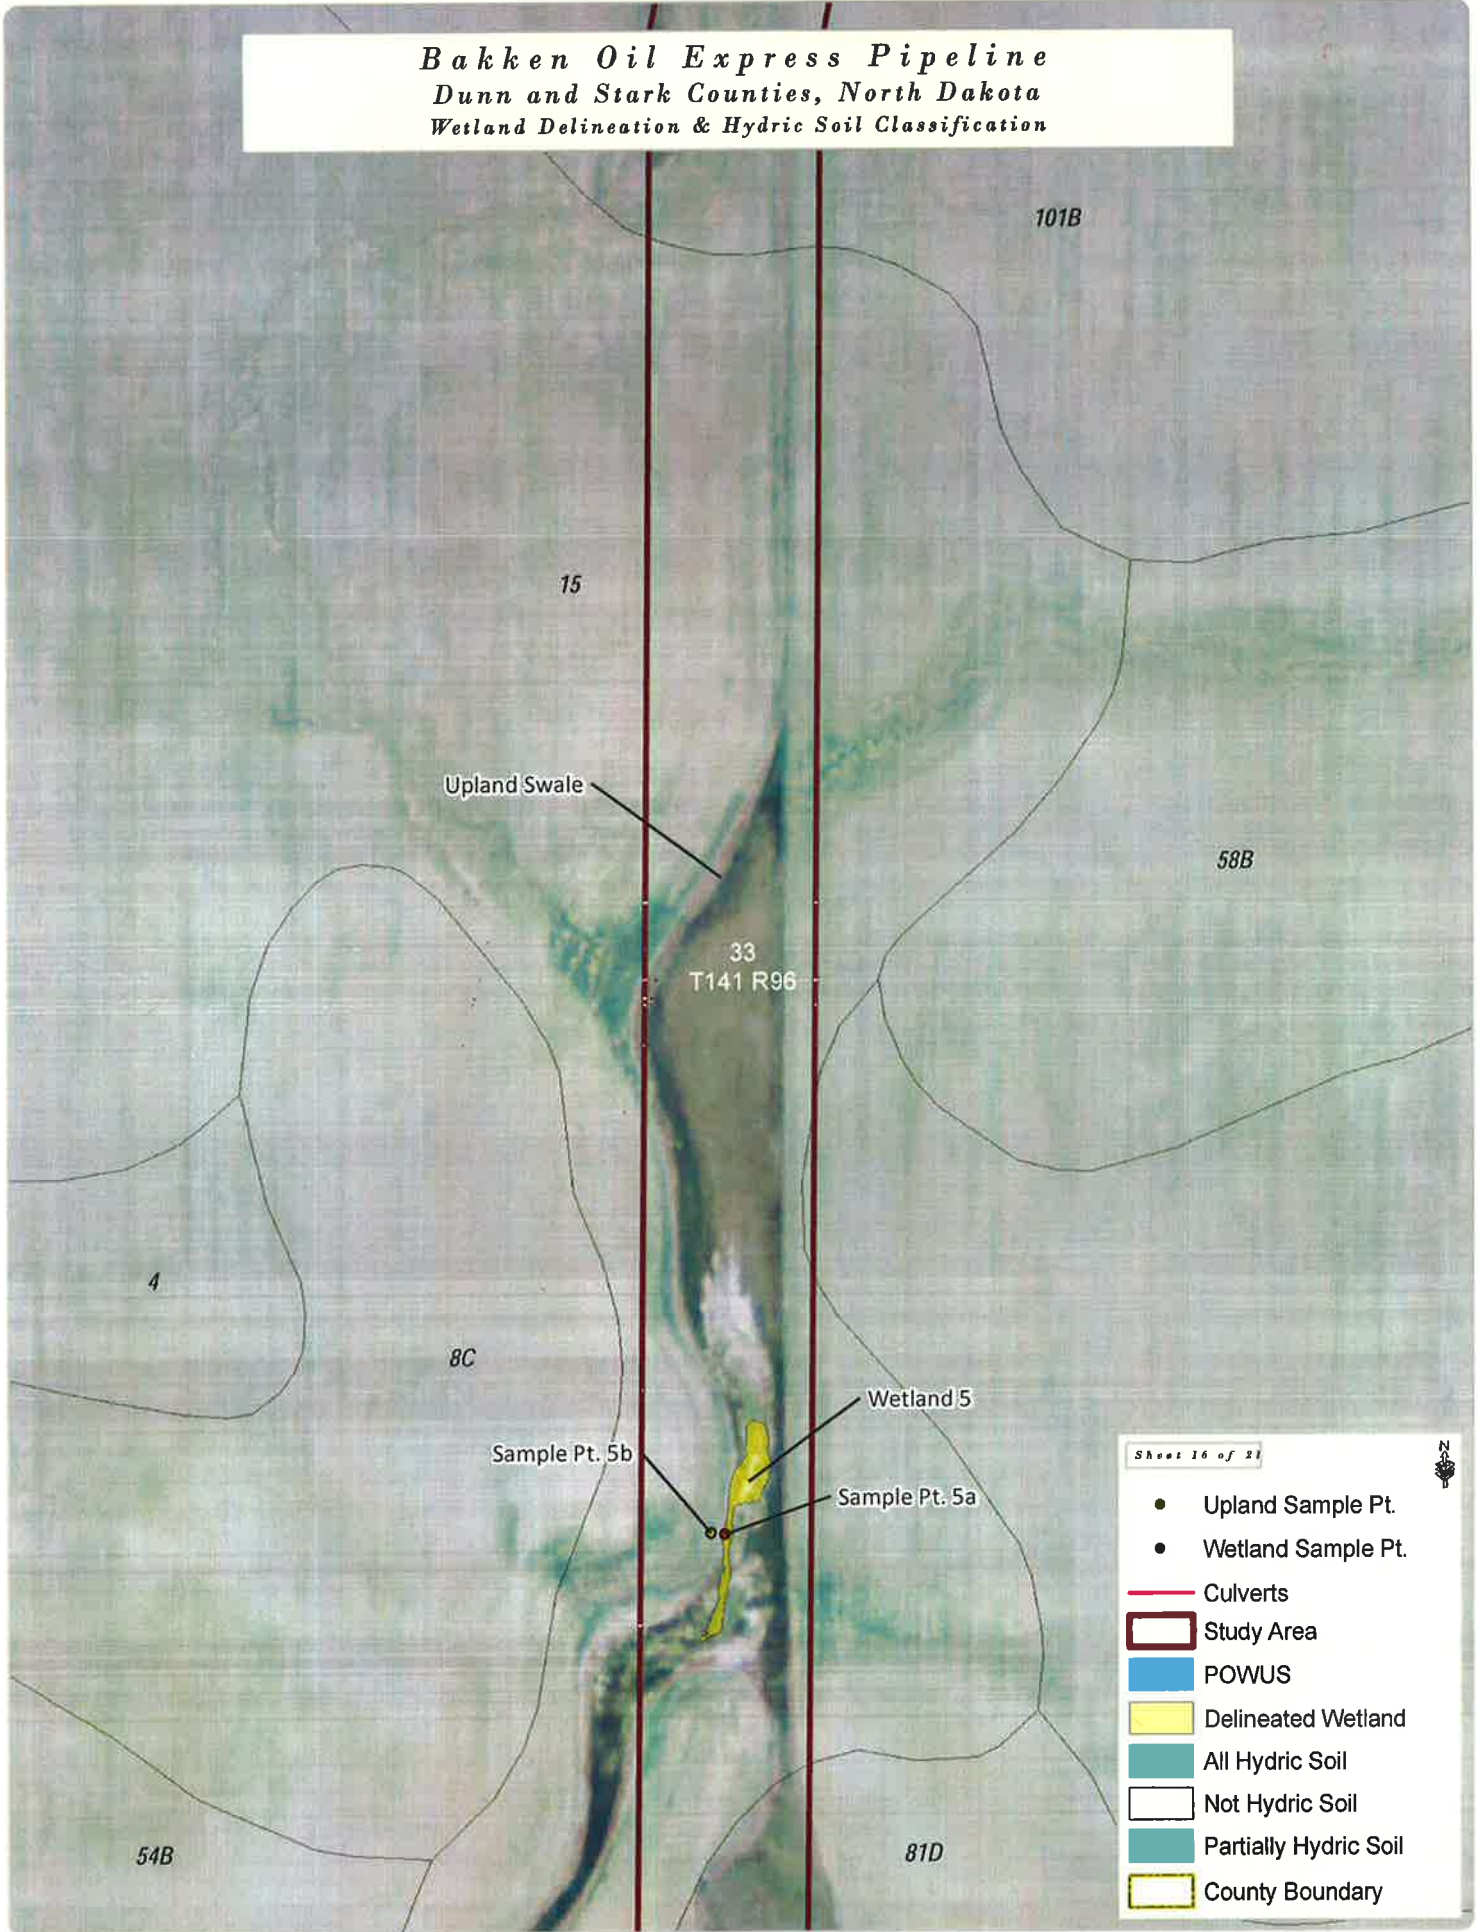 Bakken Oil Express Pipeline
Dunn and Stark Counties, North Dakota
Wetland Delineation & Hydric Soil Classification
101B
15
Upland Swale
58B
33
T141 R96
4
8C
Wetland 5
Sample Pt. 5b
Sample Pt. 5a
54B
81D
Sheet 16 of 21
N
Upland Sample Pt.
Wetland Sample Pt.
Culverts
Study Area
POWUS
Delineated Wetland
All Hydric Soil
Not Hydric Soil
Partially Hydric Soil
County Boundary